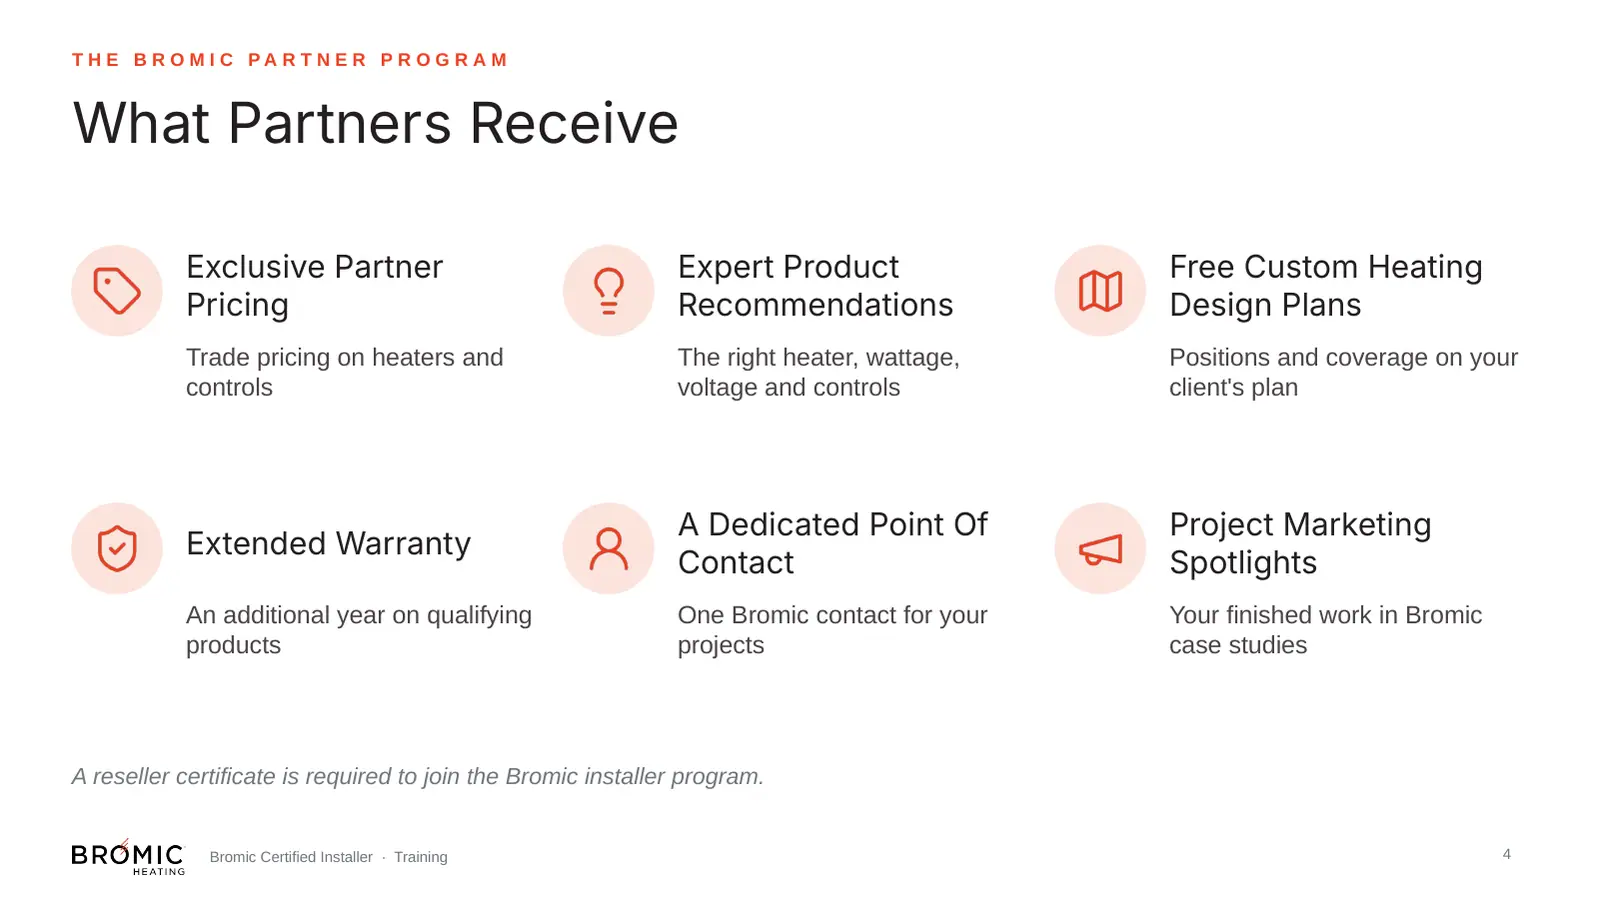 THE BROMIC PARTNER PROGRAM
What Partners Receive
Exclusive Partner
Pricing
Trade pricing on heaters and
controls
Expert Product
Recommendations
The right heater, wattage,
voltage and controls
Free Custom Heating
Design Plans
Positions and coverage on your
client's plan
Extended Warranty
An additional year on qualifying
products
A Dedicated Point Of
Contact
One Bromic contact for your
projects
Project Marketing
Spotlights
Your finished work in Bromic
case studies
A reseller certificate is required to join the Bromic installer program.
BROMIC
HEATING
Bromic Certified Installer · Training
4